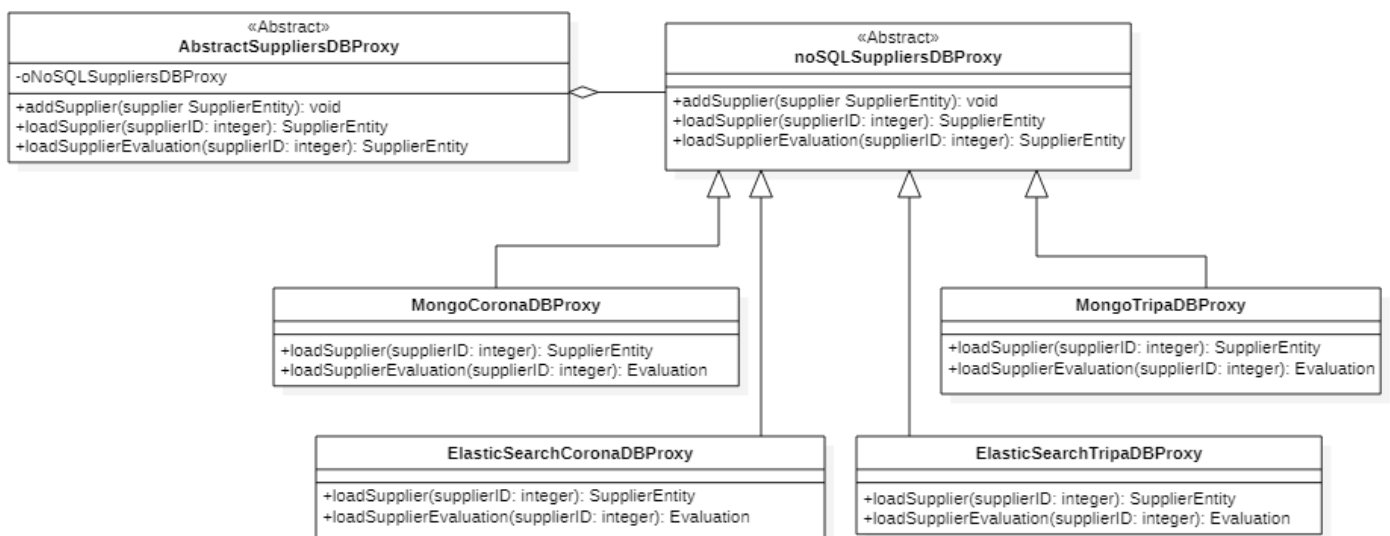 «Abstract»
AbstractSuppliersDBProxy
-oNoSQLSuppliersDBProxy
+addSupplier(supplier SupplierEntity): void
+loadSupplier(supplierID: integer): SupplierEntity
+loadSupplierEvaluation(supplierID: integer): SupplierEntity
«Abstract»
noSQLSuppliersDBProxy
+addSupplier(supplier SupplierEntity): void
+loadSupplier(supplierID: integer): SupplierEntity
+loadSupplierEvaluation(supplierID: integer): SupplierEntity
MongoCoronaDBProxy
+loadSupplier(supplierID: integer): SupplierEntity
+loadSupplierEvaluation(supplierID: integer): Evaluation
MongoTripaDBProxy
+loadSupplier(supplierID: integer): SupplierEntity
+loadSupplierEvaluation(supplierID: integer): Evaluation
ElasticSearchCoronaDBProxy
+loadSupplier(supplierID: integer): SupplierEntity
+loadSupplierEvaluation(supplierID: integer): Evaluation
ElasticSearchTripaDBProxy
+loadSupplier(supplierID: integer): SupplierEntity
+loadSupplierEvaluation(supplierID: integer): Evaluation